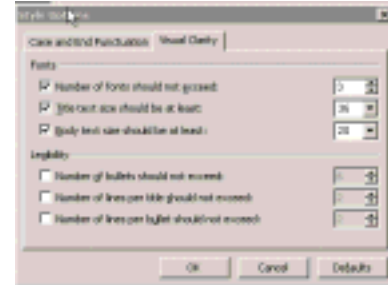 Style Options
Case and End Punctuation Visual Clarity
Fonts
Number of fonts should not exceed: 3
Title text size should be at least: 36
Body text size should be at least: 20
Legibility
Number of bullets should not exceed: 6
Number of lines per title should not exceed: 2
Number of lines per bullet should not exceed: 2
OK Cancel Defaults